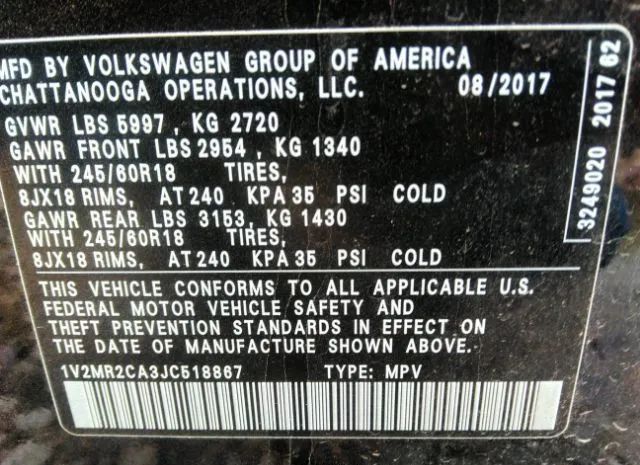 MFD BY VOLKSWAGEN GROUP OF AMERICA
CHATTANOOGA OPERATIONS, LLC. 08/2017
GVWR LBS 5997 , KG 2720
GAWR FRONT LBS 2954 , KG 1340
WITH 245/60R18 TIRES,
8JX18 RIMS, AT 240 KPA 35 PSI COLD
GAWR REAR LBS 3153, KG 1430
WITH 245/60R18 TIRES,
8JX18 RIMS, AT 240 KPA 35 PSI COLD
THIS VEHICLE CONFORMS TO ALL APPLICABLE U.S.
FEDERAL MOTOR VEHICLE SAFETY AND
THEFT PREVENTION STANDARDS IN EFFECT ON
THE DATE OF MANUFACTURE SHOWN ABOVE.
1V2MR2CA3JC518867 TYPE: MPV
3249020 2017 62